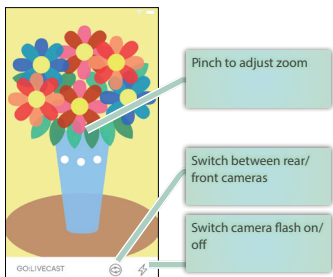 Pinch to adjust zoom
Switch between rear/
front cameras
Switch camera flash on/
off
GO:LIVECAST